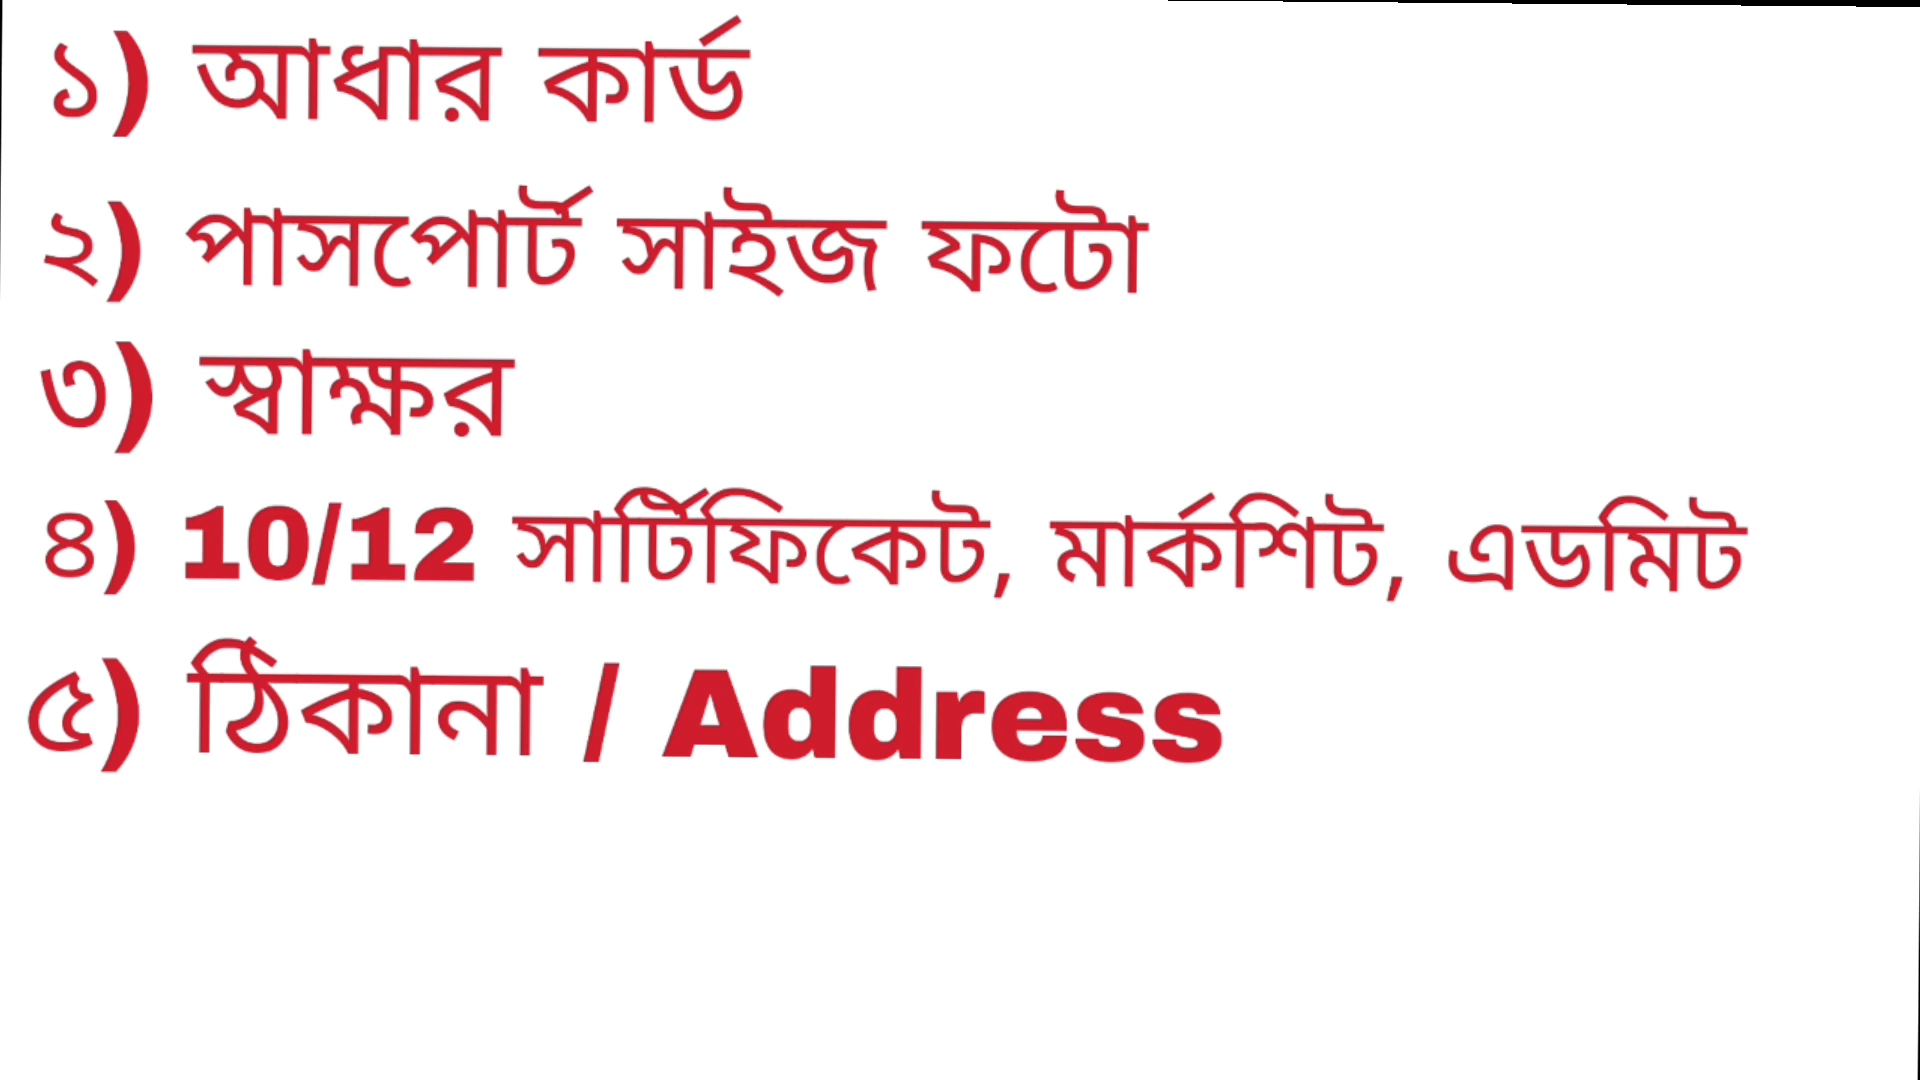 ১) আধার কার্ড
২) পাসপোর্ট সাইজ ফটো
৩) স্বাক্ষর
৪) 10/12 সার্টিফিকেট, মার্কশিট, এডমিট
৫) ঠিকানা / Address